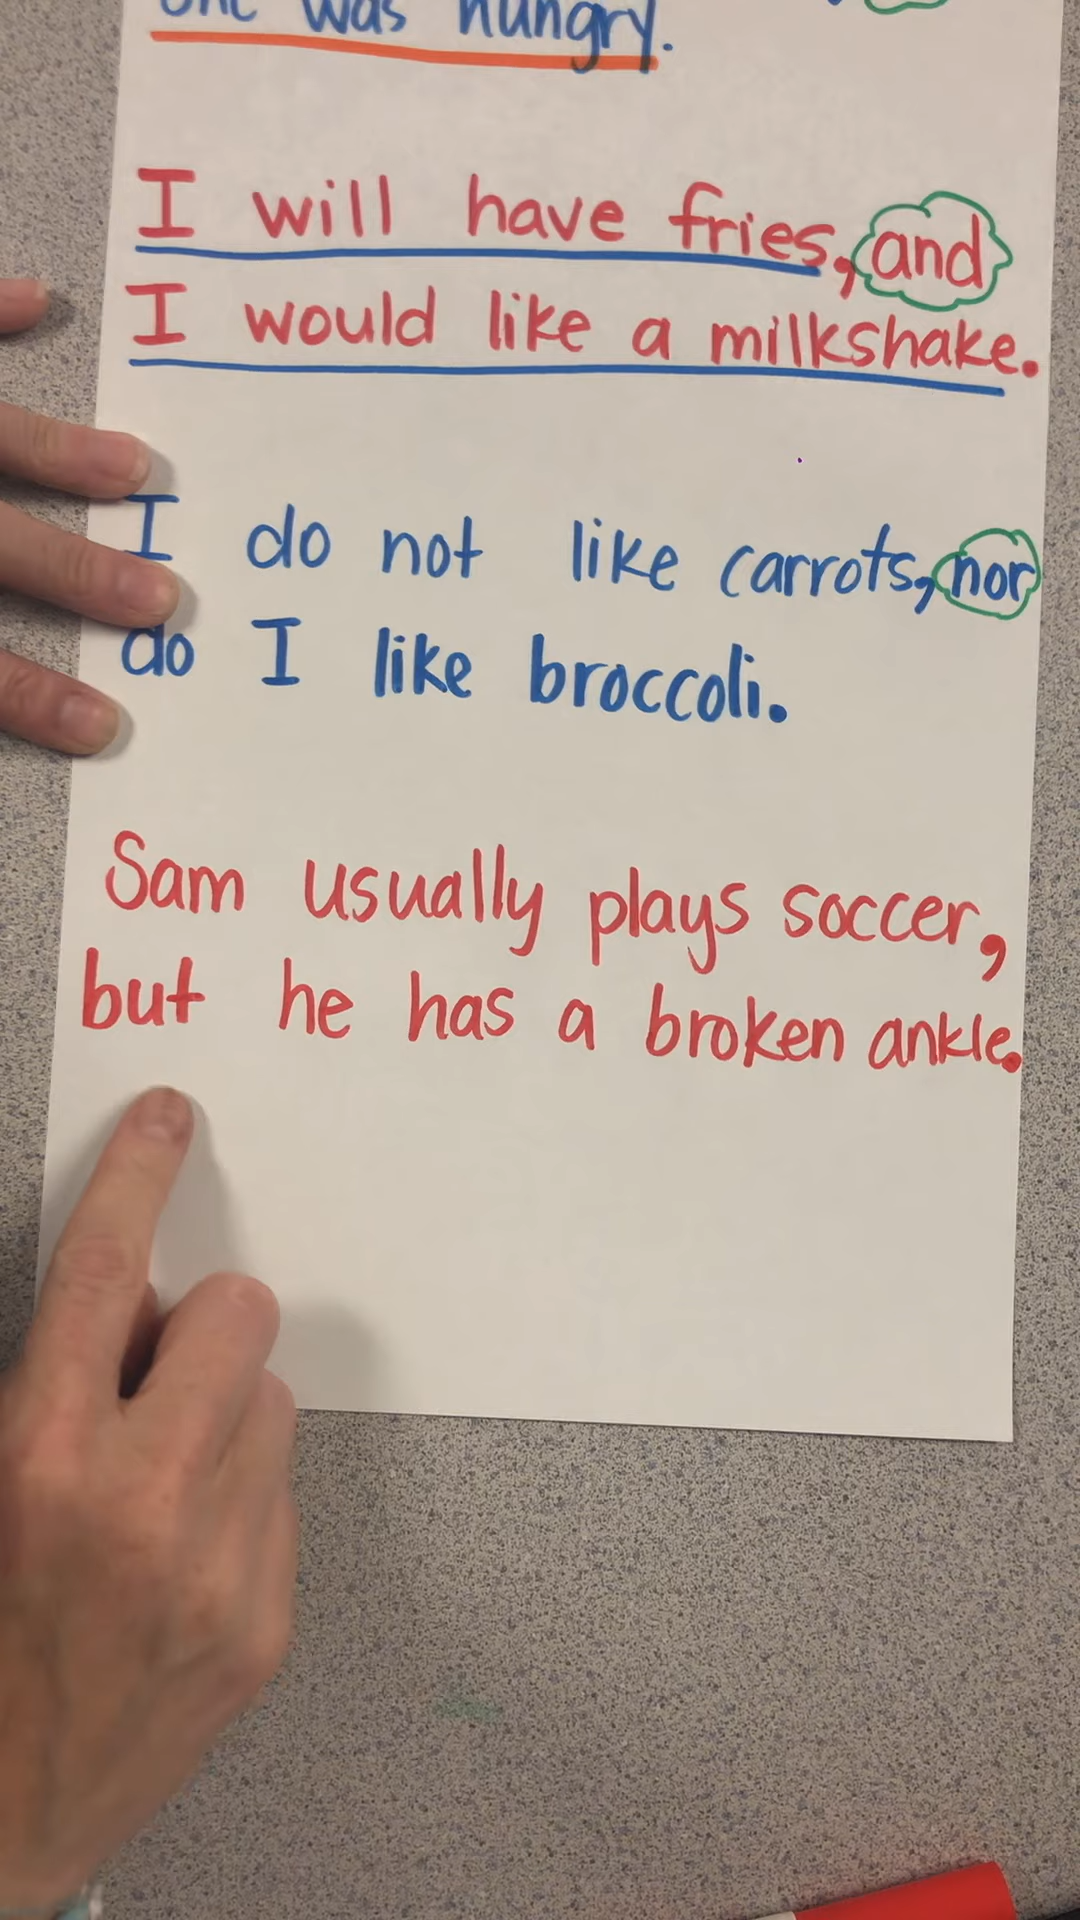 she was hungry.
I will have fries, and
I would like a milkshake.
I do not like carrots, nor
do I like broccoli.
Sam usually plays soccer,
but he has a broken ankle.